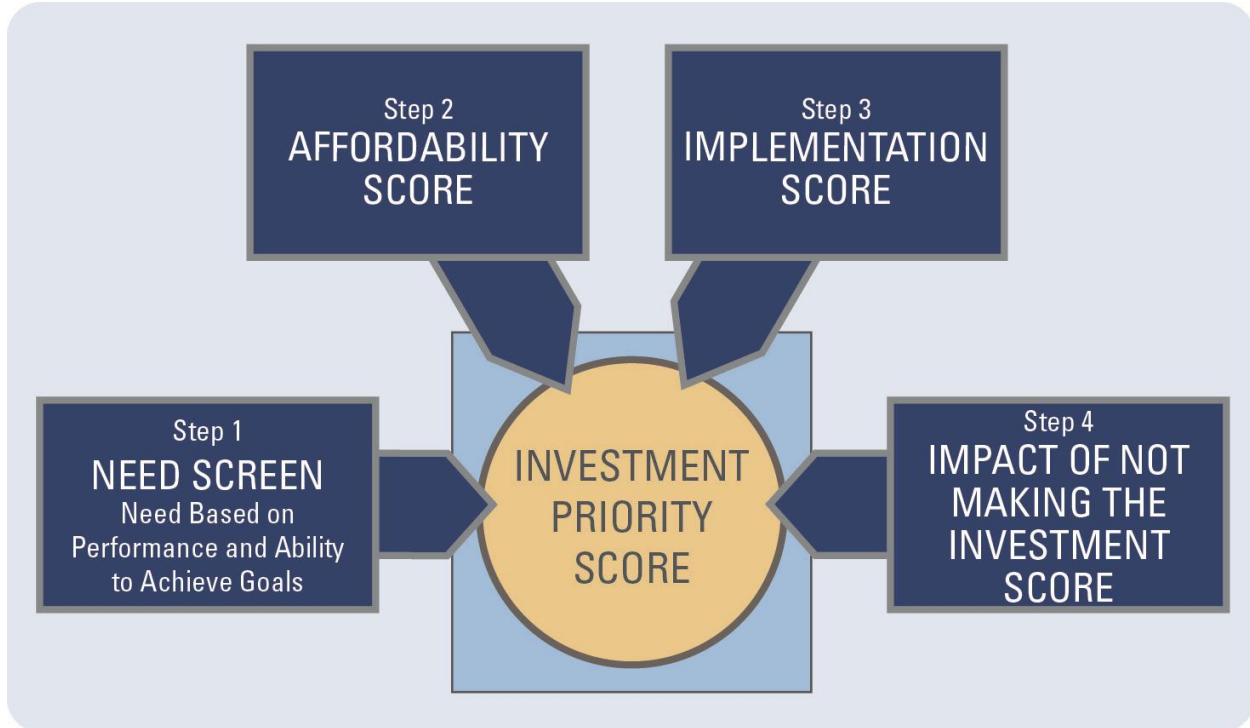 Step 1
NEED SCREEN
Need Based on
Performance and Ability
to Achieve Goals
Step 2
AFFORDABILITY
SCORE
Step 3
IMPLEMENTATION
SCORE
Step 4
IMPACT OF NOT
MAKING THE
INVESTMENT
SCORE
INVESTMENT
PRIORITY
SCORE